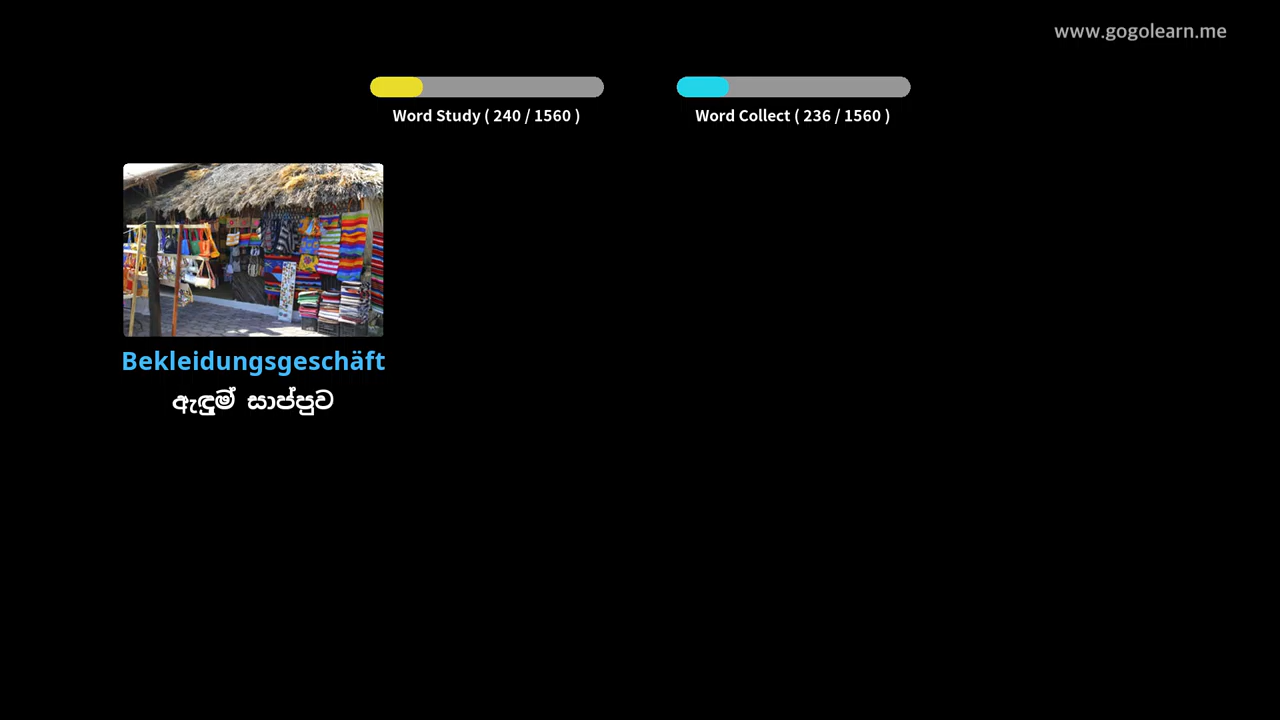 www.gogolearn.me
Word Study ( 240 / 1560 )
Word Collect ( 236 / 1560 )
Bekleidungsgeschäft
ඇඳුම් සාප්පුව